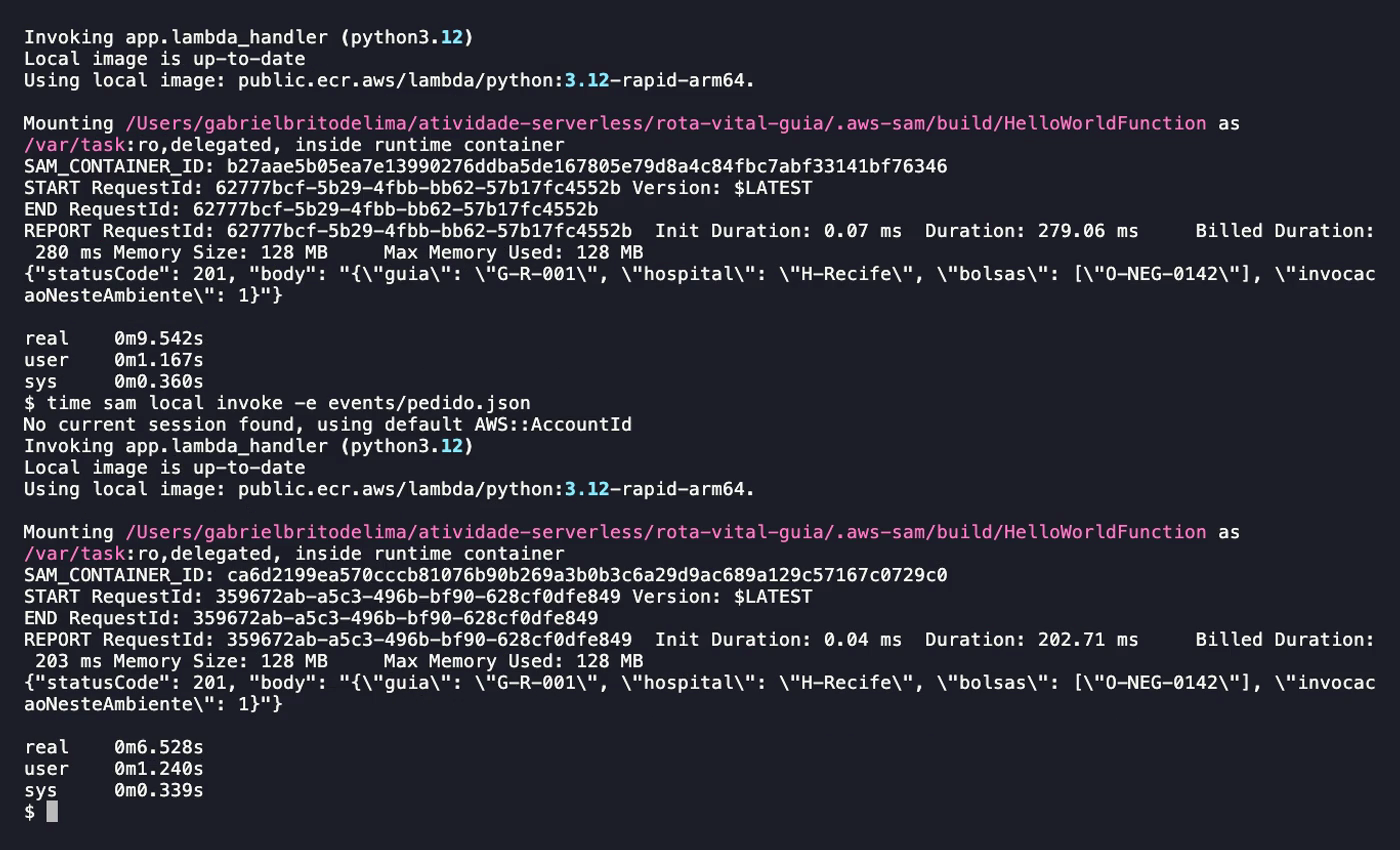 Invoking app.lambda_handler (python3.12)
Local image is up-to-date
Using local image: public.ecr.aws/lambda/python:3.12-rapid-arm64.
Mounting /Users/gabrielbritodelima/atividade-serverless/rota-vital-guia/.aws-sam/build/HelloWorldFunction as
/var/task:ro,delegated, inside runtime container
SAM_CONTAINER_ID: b27aae5b05ea7e13990276ddba5de167805e79d8a4c84fbc7abf33141bf76346
START RequestId: 62777bcf-5b29-4fbb-bb62-57b17fc4552b Version: $LATEST
END RequestId: 62777bcf-5b29-4fbb-bb62-57b17fc4552b
REPORT RequestId: 62777bcf-5b29-4fbb-bb62-57b17fc4552b  Init Duration: 0.07 ms  Duration: 279.06 ms     Billed Duration:
 280 ms Memory Size: 128 MB     Max Memory Used: 128 MB
{"statusCode": 201, "body": "{\"guia\": \"G-R-001\", \"hospital\": \"H-Recife\", \"bolsas\": [\"O-NEG-0142\"], \"invocac
aoNesteAmbiente\": 1}"}
real    0m9.542s
user    0m1.167s
sys     0m0.360s
$ time sam local invoke -e events/pedido.json
No current session found, using default AWS::AccountId
Invoking app.lambda_handler (python3.12)
Local image is up-to-date
Using local image: public.ecr.aws/lambda/python:3.12-rapid-arm64.
Mounting /Users/gabrielbritodelima/atividade-serverless/rota-vital-guia/.aws-sam/build/HelloWorldFunction as
/var/task:ro,delegated, inside runtime container
SAM_CONTAINER_ID: ca6d2199ea570cccb81076b90b269a3b0b3c6a29d9ac689a129c57167c0729c0
START RequestId: 359672ab-a5c3-496b-bf90-628cf0dfe849 Version: $LATEST
END RequestId: 359672ab-a5c3-496b-bf90-628cf0dfe849
REPORT RequestId: 359672ab-a5c3-496b-bf90-628cf0dfe849  Init Duration: 0.04 ms  Duration: 202.71 ms     Billed Duration:
 203 ms Memory Size: 128 MB     Max Memory Used: 128 MB
{"statusCode": 201, "body": "{\"guia\": \"G-R-001\", \"hospital\": \"H-Recife\", \"bolsas\": [\"O-NEG-0142\"], \"invocac
aoNesteAmbiente\": 1}"}
real    0m6.528s
user    0m1.240s
sys     0m0.339s
$